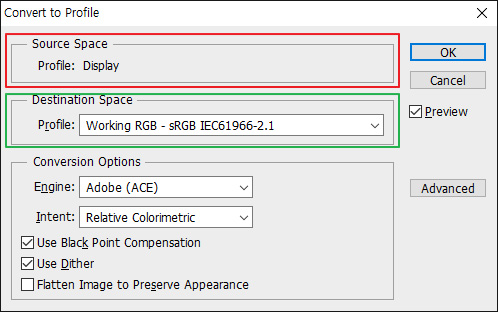 Convert to Profile
Source Space
Profile: Display
Destination Space
Profile: Working RGB - sRGB IEC61966-2.1
Conversion Options
Engine: Adobe (ACE)
Intent: Relative Colorimetric
Use Black Point Compensation
Use Dither
Flatten Image to Preserve Appearance
OK
Cancel
Preview
Advanced